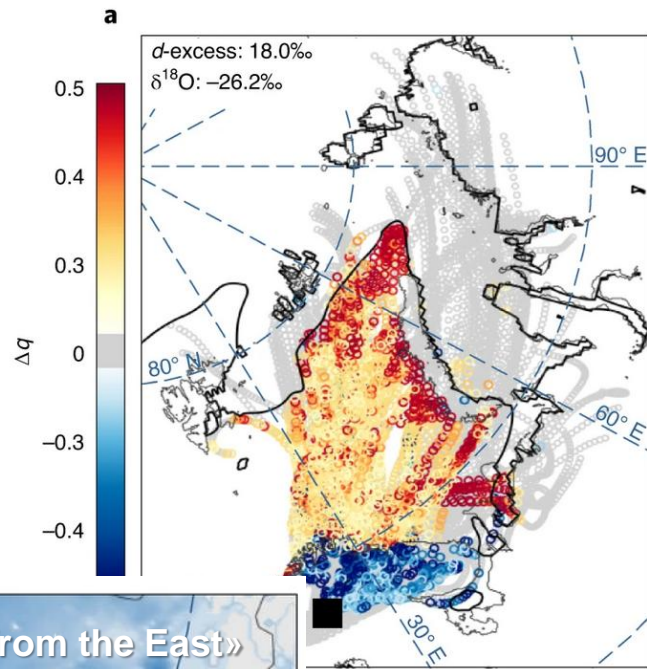 a
d-excess: 18.0‰
δ¹⁸O: –26.2‰
0.5
0.4
0.3
0
–0.3
–0.4
Δq
90° E
80° N
60° E
30° E
rom the East»